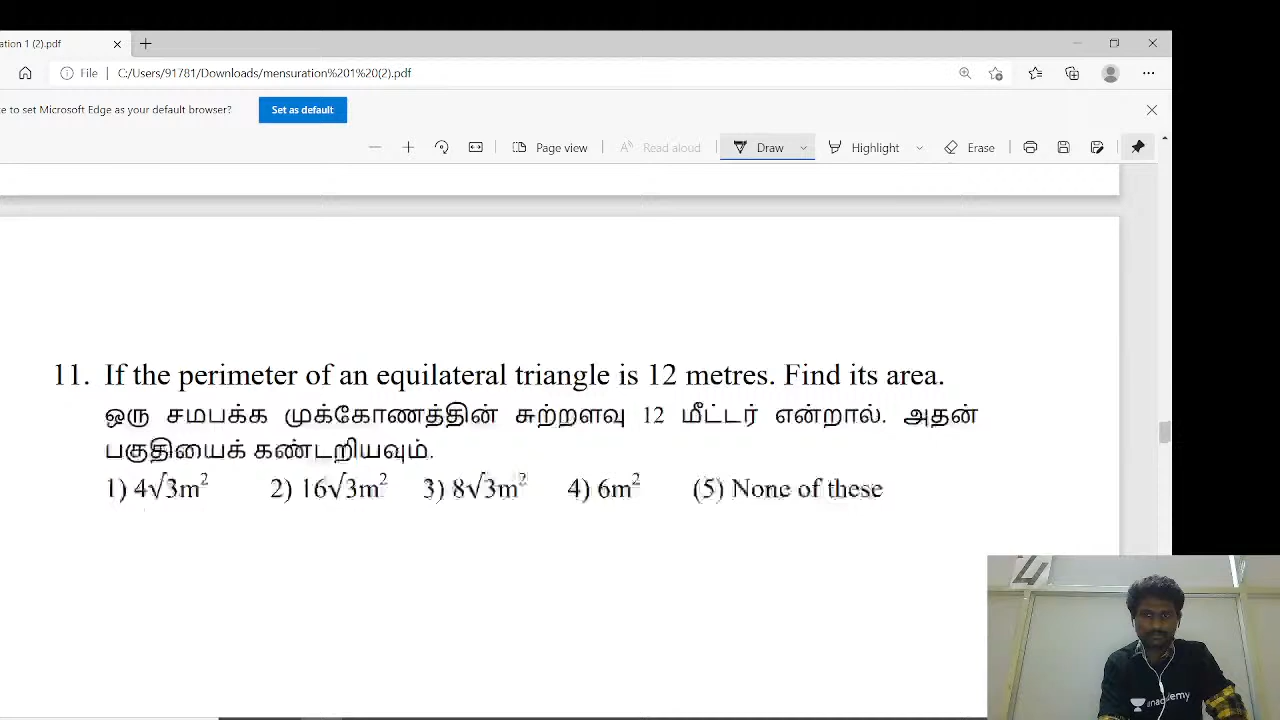 ation 1 (2).pdf
File C:/Users/91781/Downloads/mensuration%201%20(2).pdf
e to set Microsoft Edge as your default browser? Set as default
Page view Read aloud Draw Highlight Erase
11. If the perimeter of an equilateral triangle is 12 metres. Find its area.
ஒரு சமபக்க முக்கோணத்தின் சுற்றளவு 12 மீட்டர் என்றால். அதன்
பகுதியைக் கண்டறியவும்.
1) 4√3m² 2) 16√3m² 3) 8√3m² 4) 6m² (5) None of these
unacademy